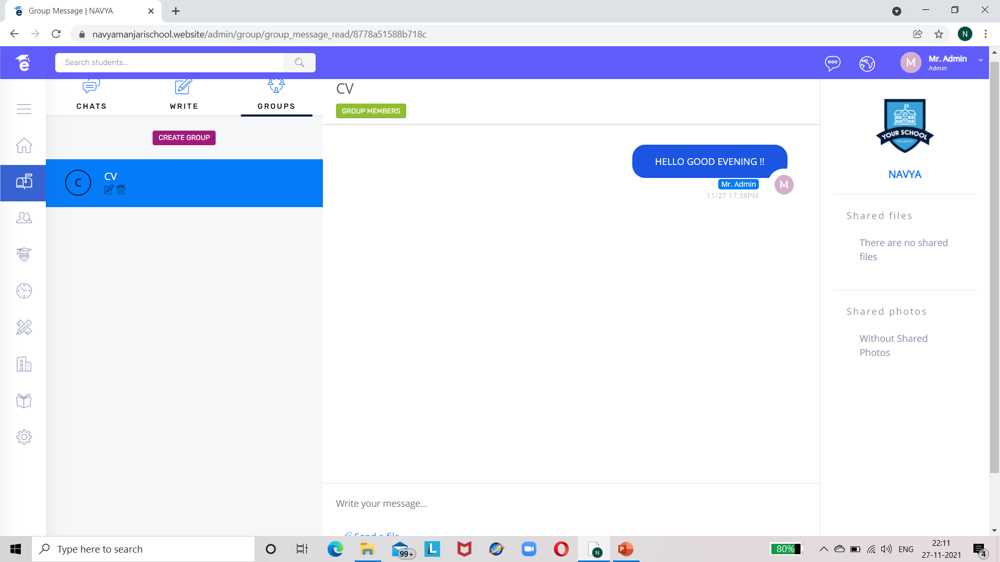 Group Message | NAVYA
navyamanjarischool.website/admin/group/group_message_read/8778a51588b718c
N
e
Search students...
M
Mr. Admin
Admin
CHATS
WRITE
GROUPS
CREATE GROUP
C
CV
CV
GROUP MEMBERS
HELLO GOOD EVENING !!
Mr. Admin
M
11/27 17:38PM
Write your message...
Send a file
YOUR SCHOOL
EDUAPPGT
NAVYA
Shared files
There are no shared
files
Shared photos
Without Shared
Photos
Type here to search
99+
L
N
P
80%
ENG
22:11
27-11-2021
4